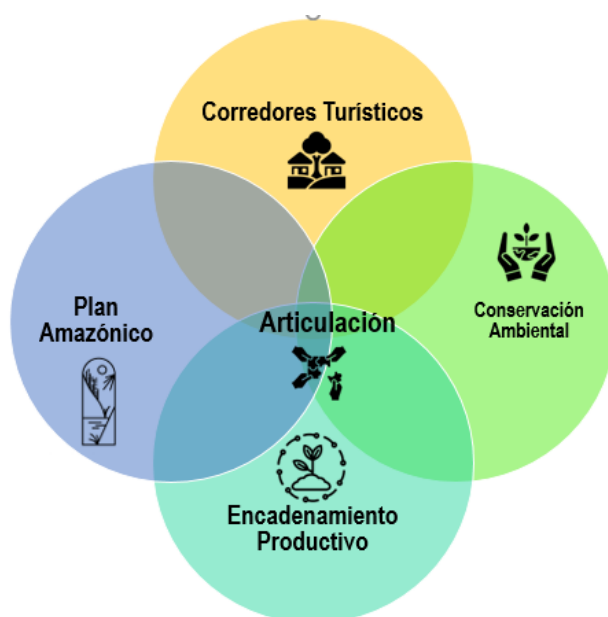 Corredores Turísticos
Plan
Amazónico
Conservación
Ambiental
Articulación
Encadenamiento
Productivo